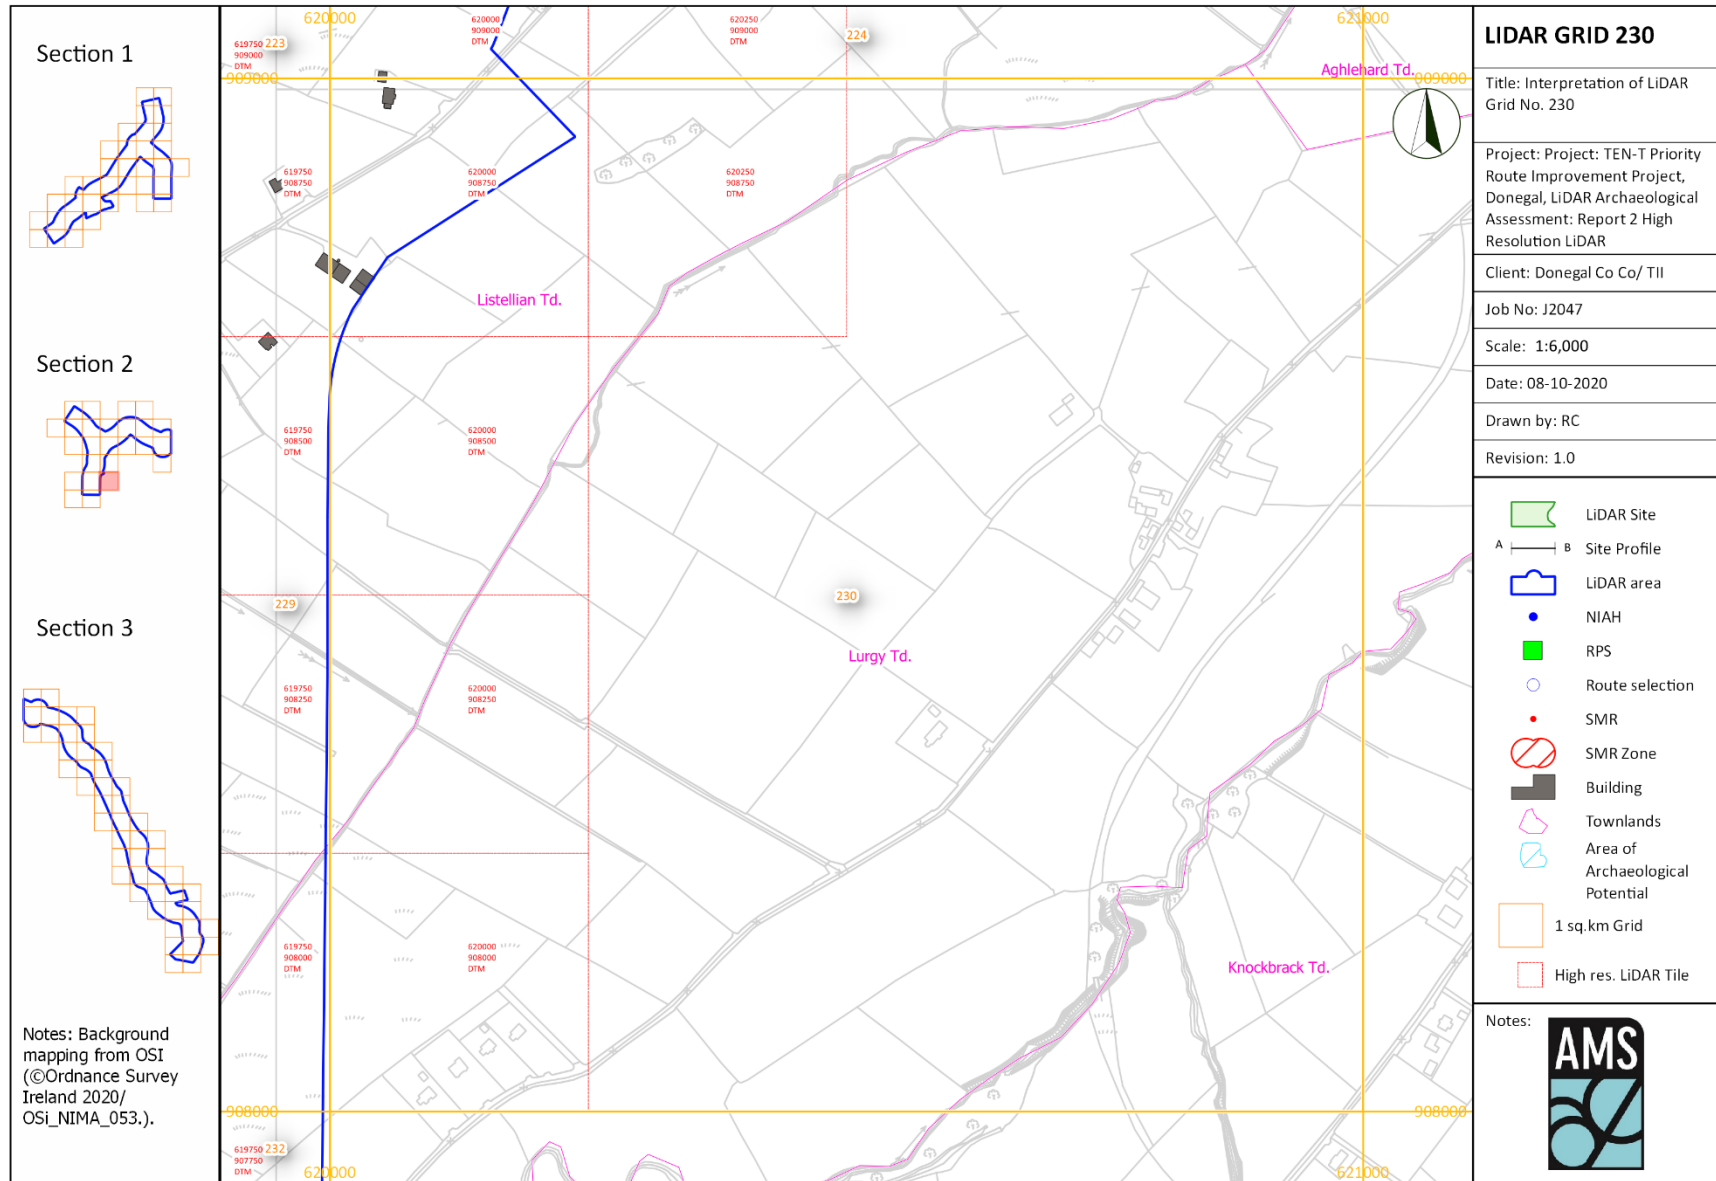 Section 1
Section 2
Section 3
Notes: Background
mapping from OSI
(©Ordnance Survey
Ireland 2020/
OSi_NIMA_053.).
620000
621000
619750
909000
DTM
223
620000
909000
DTM
620250
909000
DTM
224
909000
Aghlehard Td.
909000
619750
908750
DTM
620000
908750
DTM
620250
908750
DTM
Listellian Td.
619750
908500
DTM
620000
908500
DTM
229
230
Lurgy Td.
619750
908250
DTM
620000
908250
DTM
619750
908000
DTM
620000
908000
DTM
Knockbrack Td.
908000
908000
619750
907750
DTM
232
620000
621000
LIDAR GRID 230
Title: Interpretation of LiDAR
Grid No. 230
Project: Project: TEN-T Priority
Route Improvement Project,
Donegal, LiDAR Archaeological
Assessment: Report 2 High
Resolution LiDAR
Client: Donegal Co Co/ TII
Job No: J2047
Scale: 1:6,000
Date: 08-10-2020
Drawn by: RC
Revision: 1.0
LiDAR Site
A B Site Profile
LiDAR area
NIAH
RPS
Route selection
SMR
SMR Zone
Building
Townlands
Area of
Archaeological
Potential
1 sq.km Grid
High res. LiDAR Tile
Notes:
AMS